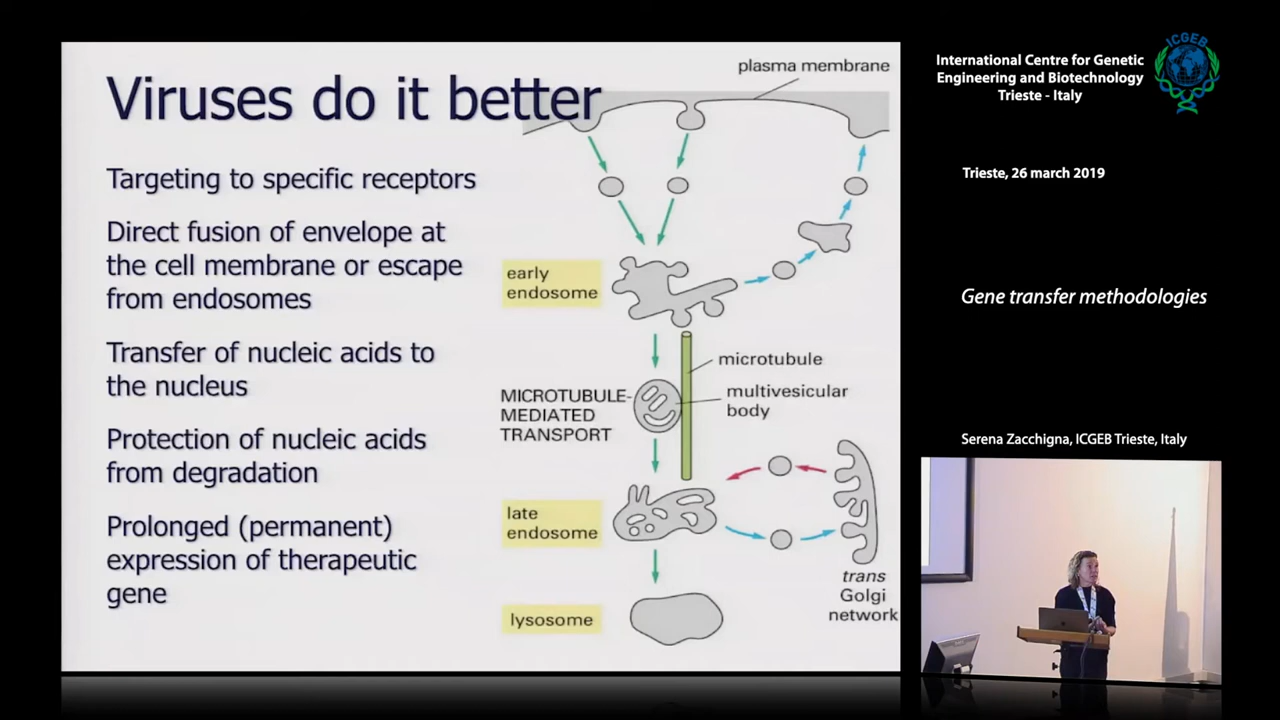 Viruses do it better
Targeting to specific receptors
Direct fusion of envelope at
the cell membrane or escape
from endosomes
Transfer of nucleic acids to
the nucleus
Protection of nucleic acids
from degradation
Prolonged (permanent)
expression of therapeutic
gene
plasma membrane
early
endosome
microtubule
MICROTUBULE-
MEDIATED
TRANSPORT
multivesicular
body
late
endosome
trans
Golgi
network
lysosome
International Centre for Genetic
Engineering and Biotechnology
Trieste - Italy
ICGEB
Trieste, 26 march 2019
Gene transfer methodologies
Serena Zacchigna, ICGEB Trieste, Italy